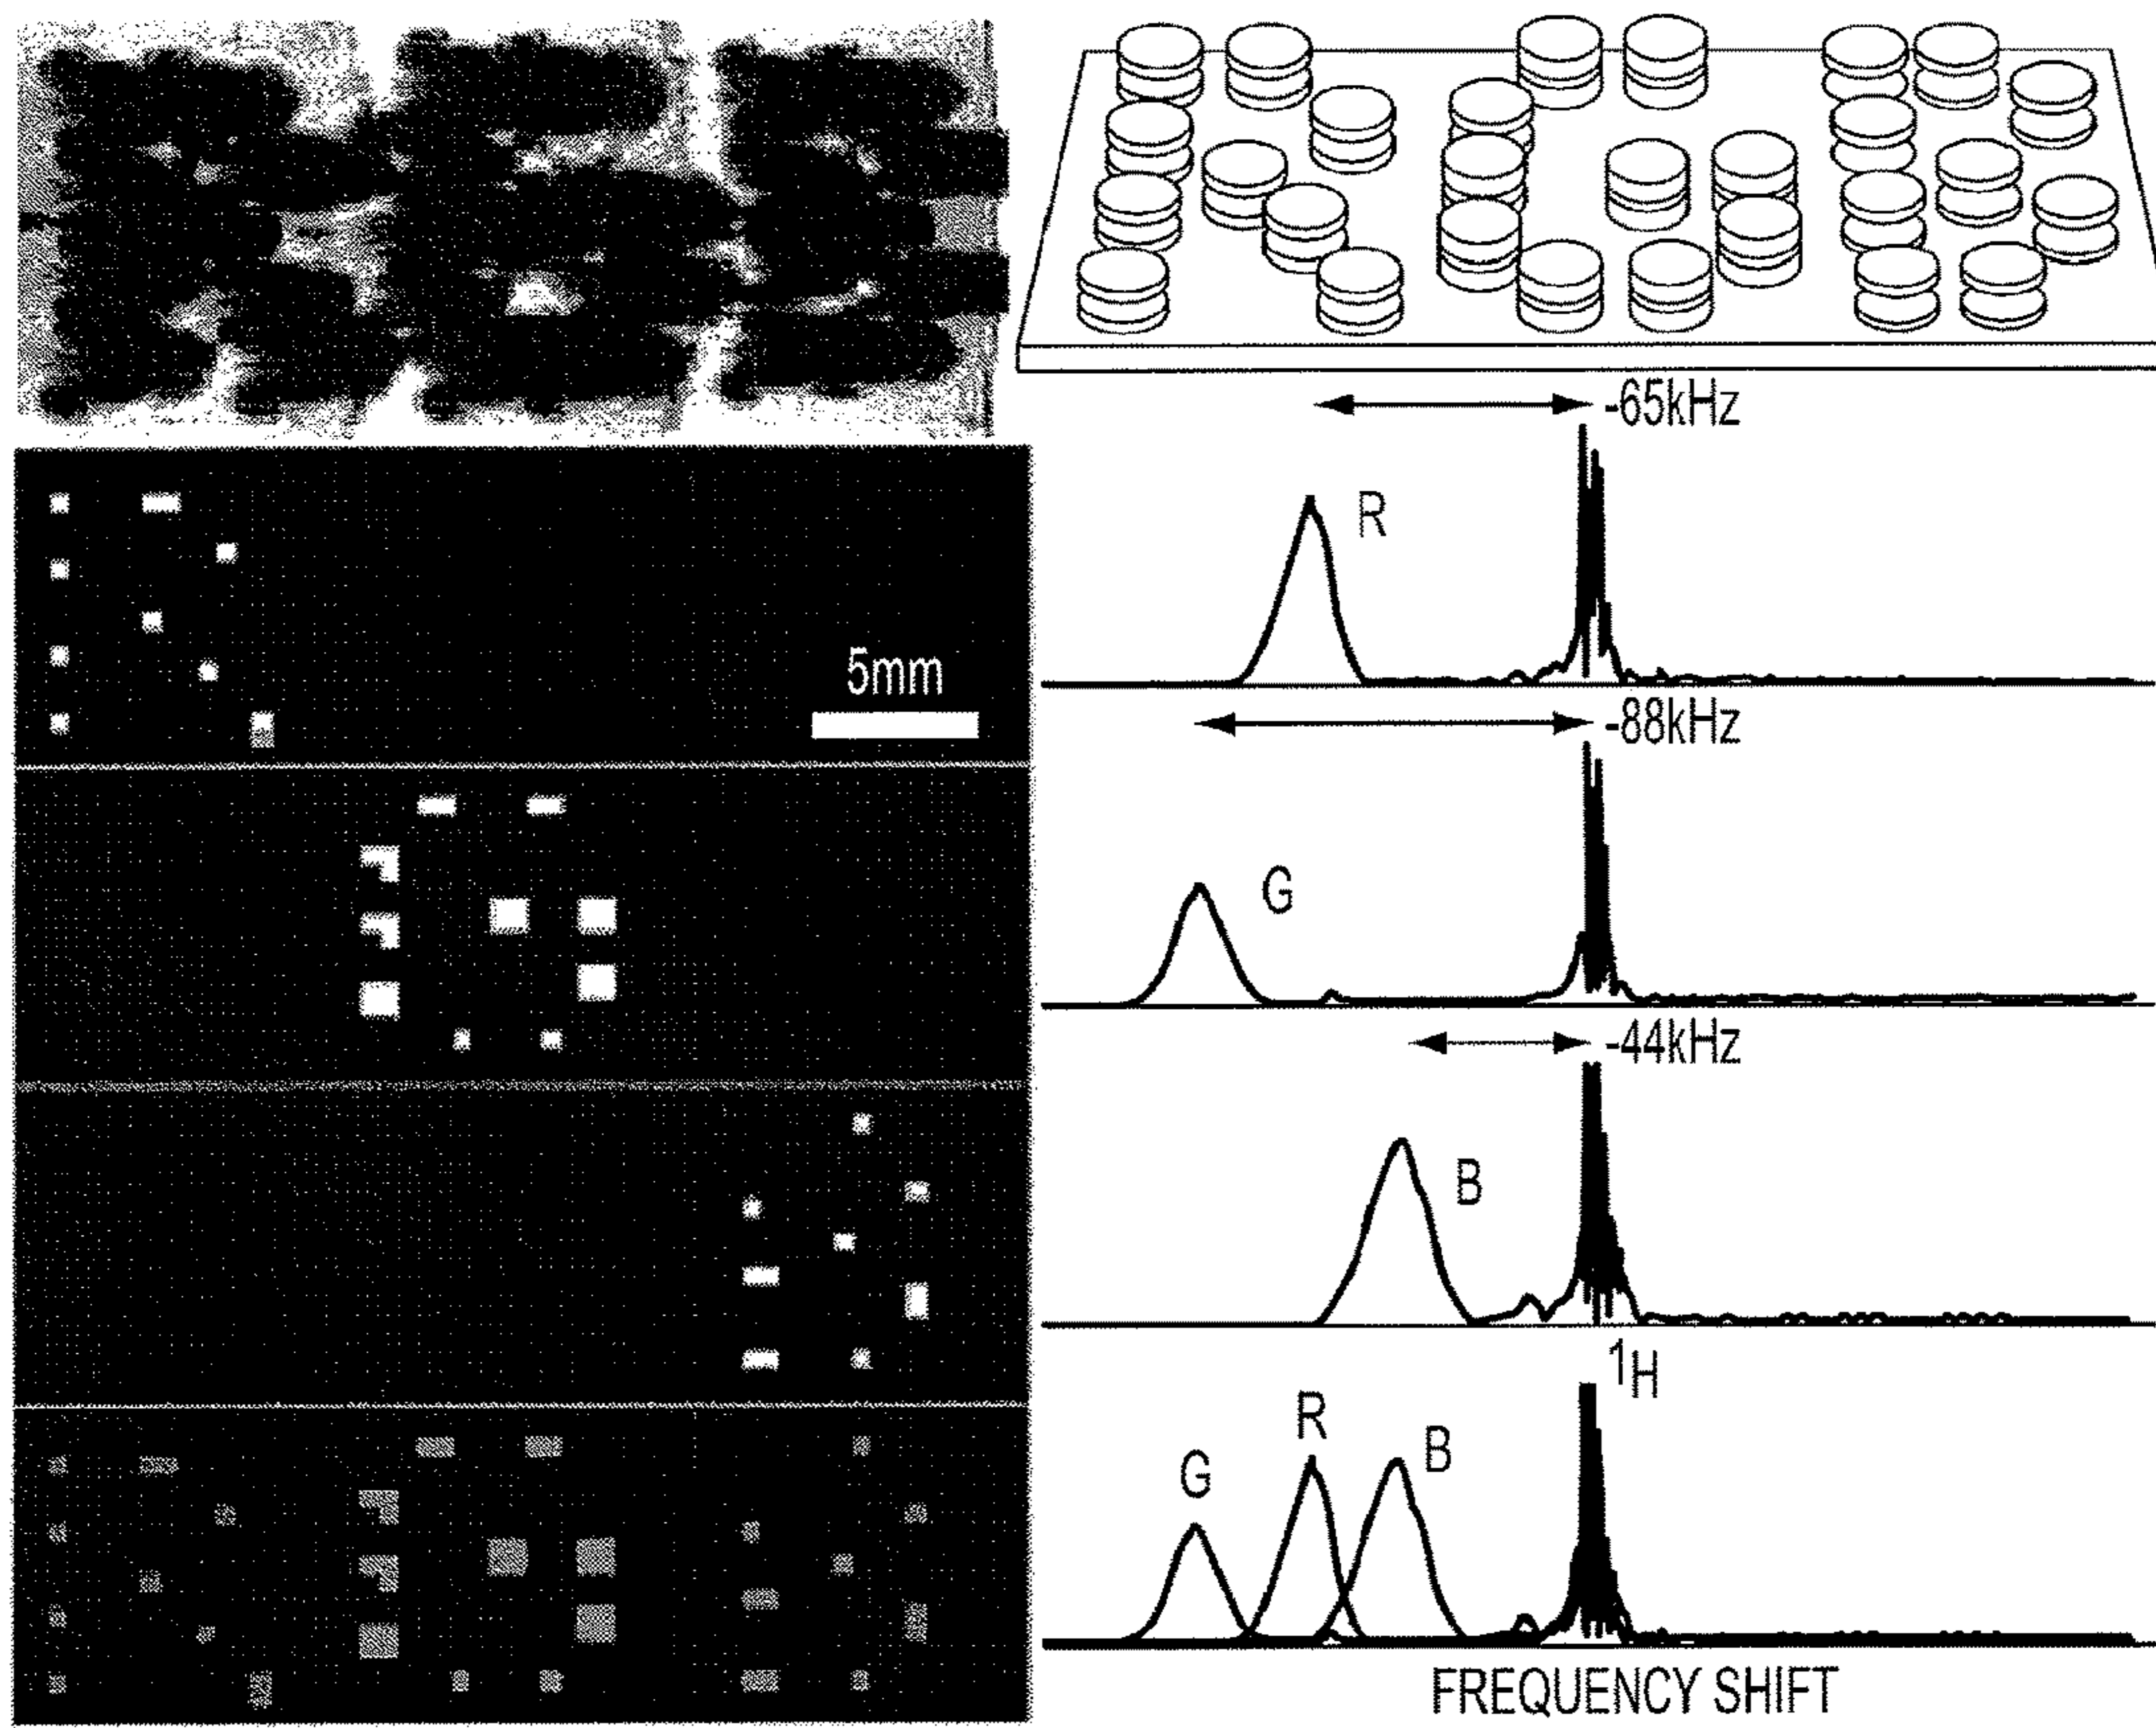 -65kHz
R
5mm
-88kHz
G
-44kHz
B
1H
G
R
B
FREQUENCY SHIFT